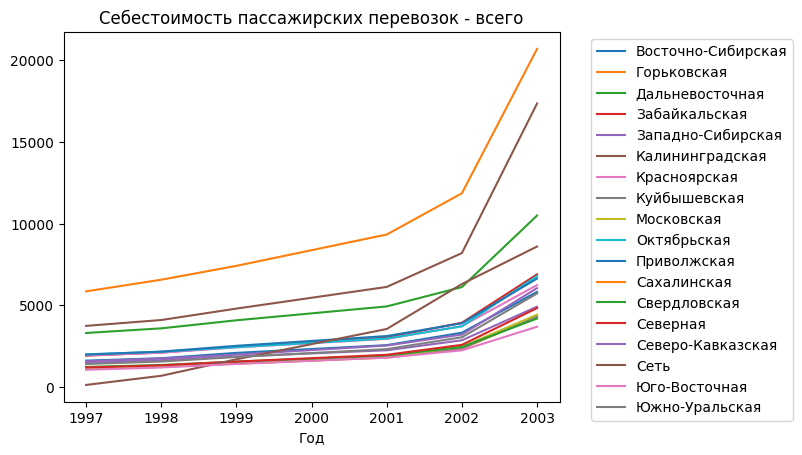 Себестоимость пассажирских перевозок - всего
20000
15000
10000
5000
0
1997 1998 1999 2000 2001 2002 2003
Год
Восточно-Сибирская
Горьковская
Дальневосточная
Забайкальская
Западно-Сибирская
Калининградская
Красноярская
Куйбышевская
Московская
Октябрьская
Приволжская
Сахалинская
Свердловская
Северная
Северо-Кавказская
Сеть
Юго-Восточная
Южно-Уральская